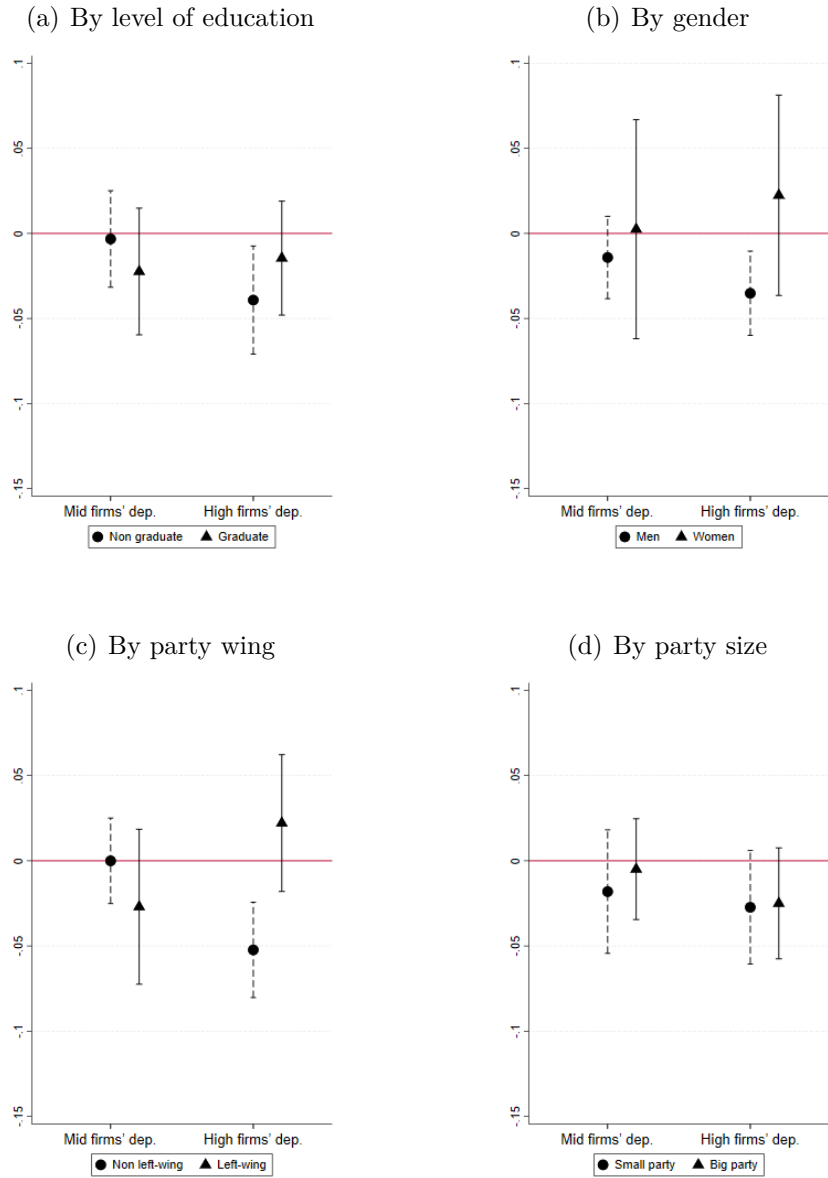 (a) By level of education
(b) By gender
.1
.05
0
-.05
-.1
-.15
Mid firms' dep.
High firms' dep.
Non graduate
Graduate
.1
.05
0
-.05
-.1
-.15
Mid firms' dep.
High firms' dep.
Men
Women
(c) By party wing
(d) By party size
.1
.05
0
-.05
-.1
-.15
Mid firms' dep.
High firms' dep.
Non left-wing
Left-wing
.1
.05
0
-.05
-.1
-.15
Mid firms' dep.
High firms' dep.
Small party
Big party